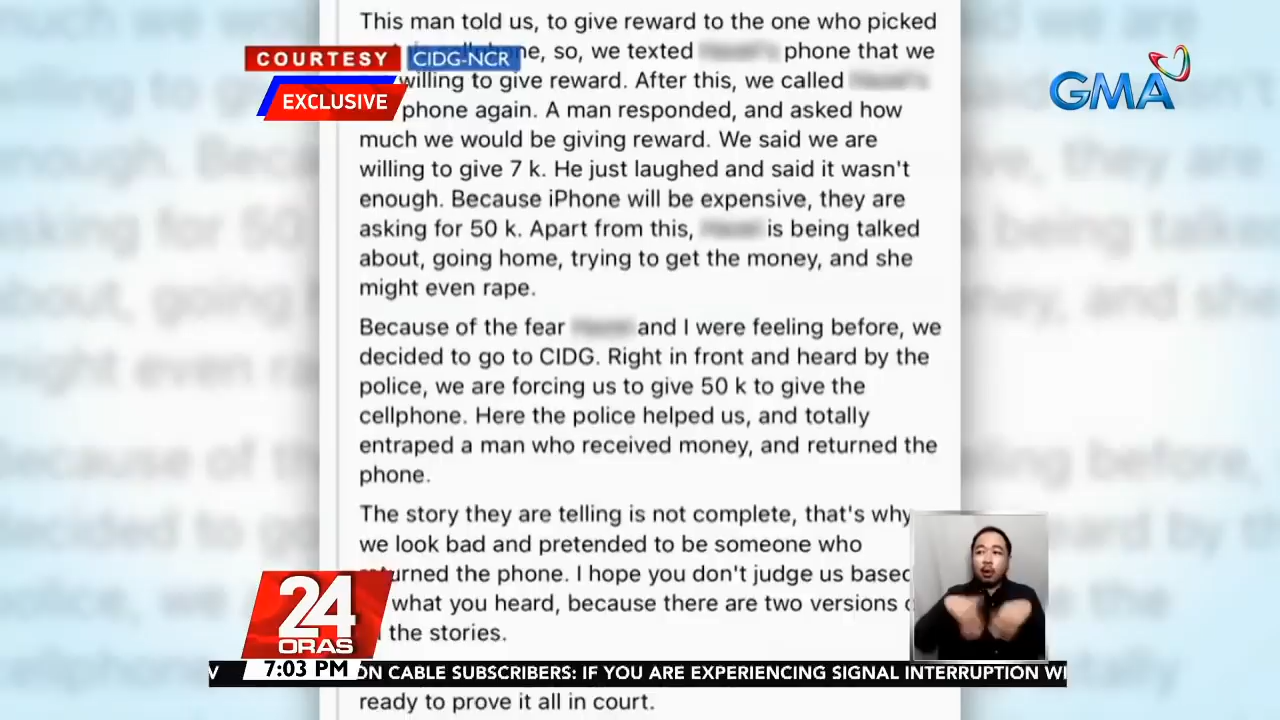 This man told us, to give reward to the one who picked
so, we texted phone that we
willing to give reward. After this, we called
phone again. A man responded, and asked how
much we would be giving reward. We said we are
willing to give 7 k. He just laughed and said it wasn't
enough. Because iPhone will be expensive, they are
asking for 50 k. Apart from this, is being talked
about, going home, trying to get the money, and she
might even rape.
Because of the fear and I were feeling before, we
decided to go to CIDG. Right in front and heard by the
police, we are forcing us to give 50 k to give the
cellphone. Here the police helped us, and totally
entraped a man who received money, and returned the
phone.
The story they are telling is not complete, that's why
we look bad and pretended to be someone who
the phone. I hope you don't judge us based
what you heard, because there are two versions
the stories.
ready to prove it all in court.
COURTESY CIDG-NCR
EXCLUSIVE
GMA
24
ORAS
7:03 PM
ON CABLE SUBSCRIBERS: IF YOU ARE EXPERIENCING SIGNAL INTERRUPTION